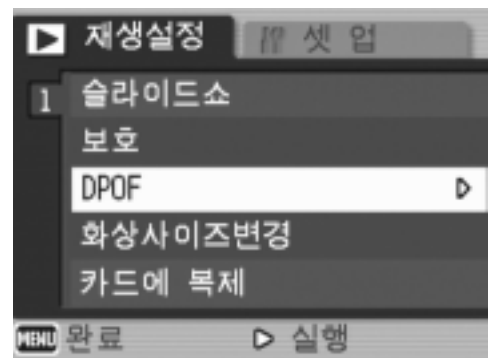 재생설정 셋 업
1 슬라이드쇼
보호
DPOF
화상사이즈변경
카드에 복제
MENU 완료 실행